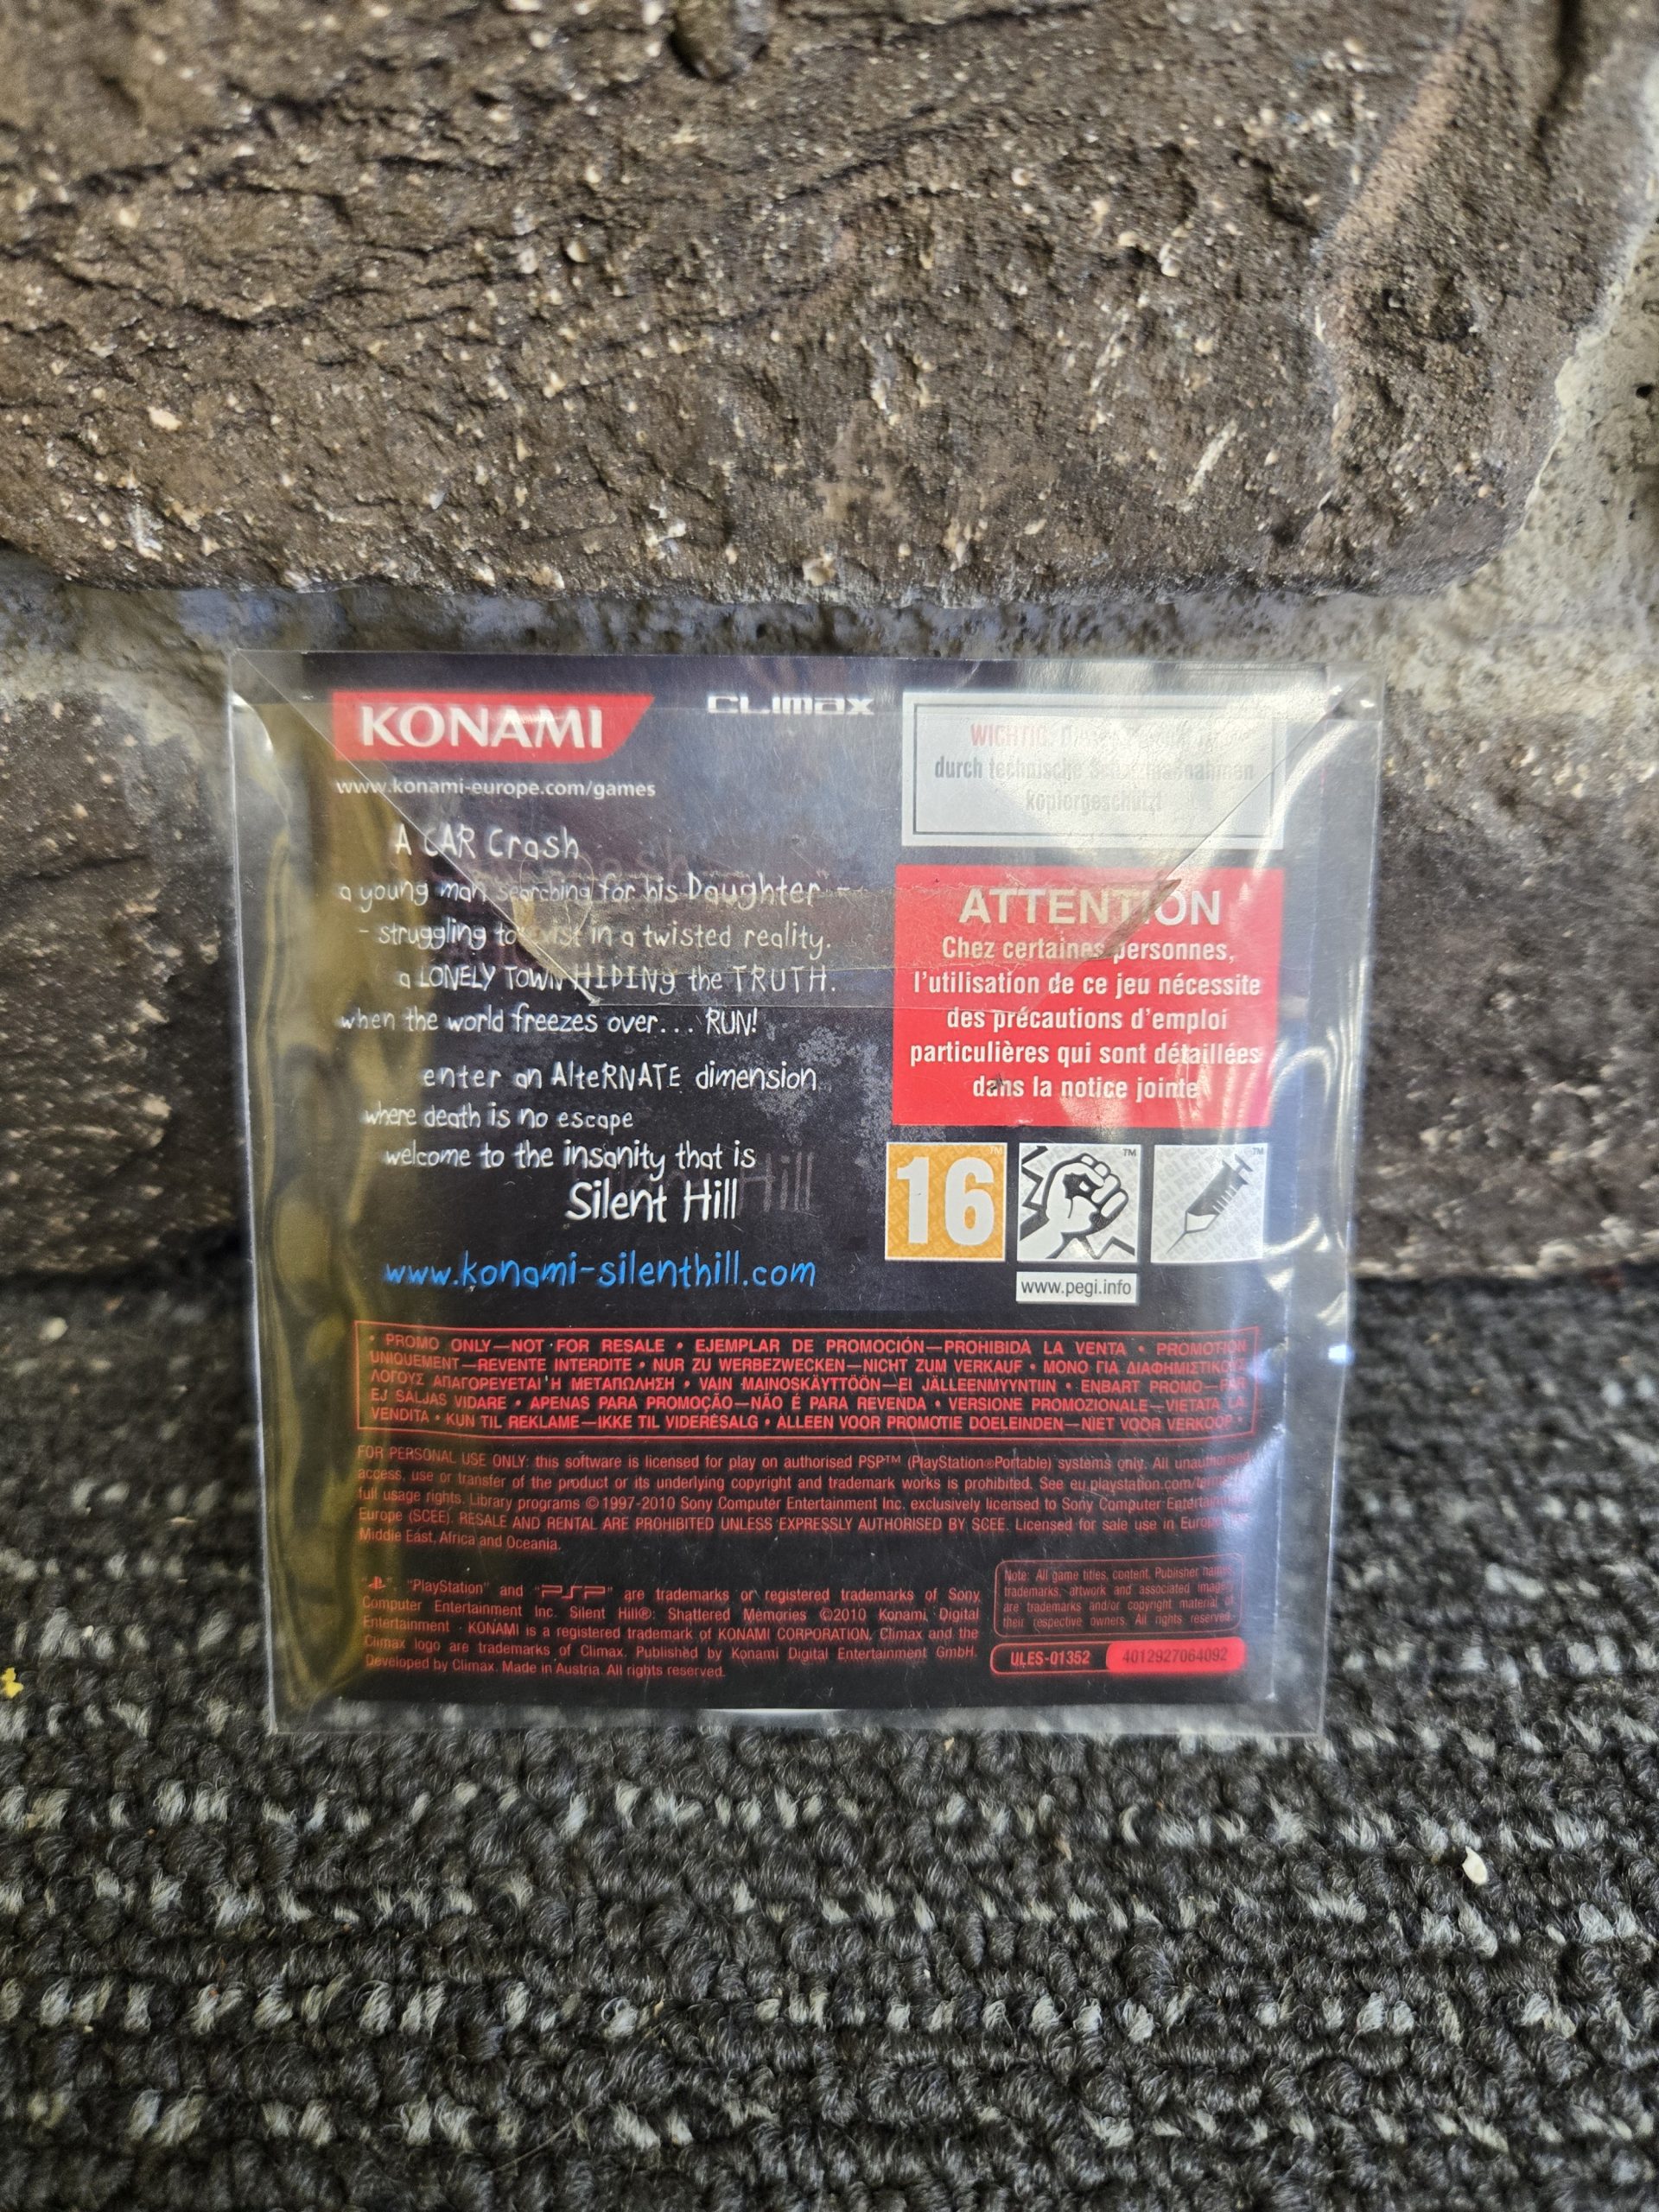 KONAMI
CLIMAX
www.konami-europe.com/games
A CAR Crash
a young man searching for his Daughter -
- struggling to exist in a twisted reality.
a LONELY TOWN HIDING the TRUTH.
when the world freezes over... RUN!
enter an AlteRNATE dimension
where death is no escape
welcome to the insanity that is
Silent Hill
www.konami-silenthill.com
WICHTIG:
durch technische Schutzmaßnahmen
kopiergeschützt
ATTENTION
Chez certaines personnes,
l'utilisation de ce jeu nécessite
des précautions d'emploi
particulières qui sont détaillées
dans la notice jointe
16
www.pegi.info
• PROMO ONLY—NOT FOR RESALE • EJEMPLAR DE PROMOCIÓN—PROHIBIDA LA VENTA • PROMOTION
UNIQUEMENT—REVENTE INTERDITE • NUR ZU WERBEZWECKEN—NICHT ZUM VERKAUF • ΜΟΝΟ ΓΙΑ ΔΙΑΦΗΜΙΣΤΙΚΟΥΣ
ΛΟΓΟΥΣ ΑΠΑΓΟΡΕΥΕΤΑΙ Η ΜΕΤΑΠΩΛΗΣΗ • VAIN MAINOSKÄYTTÖÖN—EI JÄLLEENMYYNTIIN • ENBART PROMO—FÅR
EJ SÄLJAS VIDARE • APENAS PARA PROMOÇÃO—NÃO É PARA REVENDA • VERSIONE PROMOZIONALE—VIETATA LA
VENDITA • KUN TIL REKLAME—IKKE TIL VIDERESALG • ALLEEN VOOR PROMOTIE DOELEINDEN—NIET VOOR VERKOOP •
FOR PERSONAL USE ONLY: this software is licensed for play on authorised PSP™ (PlayStation®Portable) systems only. All unauthorised
access, use or transfer of the product or its underlying copyright and trademark works is prohibited. See eu.playstation.com/terms for
full usage rights. Library programs ©1997-2010 Sony Computer Entertainment Inc. exclusively licensed to Sony Computer Entertainment
Europe (SCEE). RESALE AND RENTAL ARE PROHIBITED UNLESS EXPRESSLY AUTHORISED BY SCEE. Licensed for sale use in Europe,
Middle East, Africa and Oceania.
"", "PlayStation" and "PSP" are trademarks or registered trademarks of Sony
Computer Entertainment Inc. Silent Hill®: Shattered Memories ©2010 Konami Digital
Entertainment · KONAMI is a registered trademark of KONAMI CORPORATION. Climax and the
Climax logo are trademarks of Climax. Published by Konami Digital Entertainment GmbH.
Developed by Climax. Made in Austria. All rights reserved.
Note: All game titles, content, Publisher names,
trademarks, artwork and associated imagery
are trademarks and/or copyright material of
their respective owners. All rights reserved.
ULES-01352 4012927064092